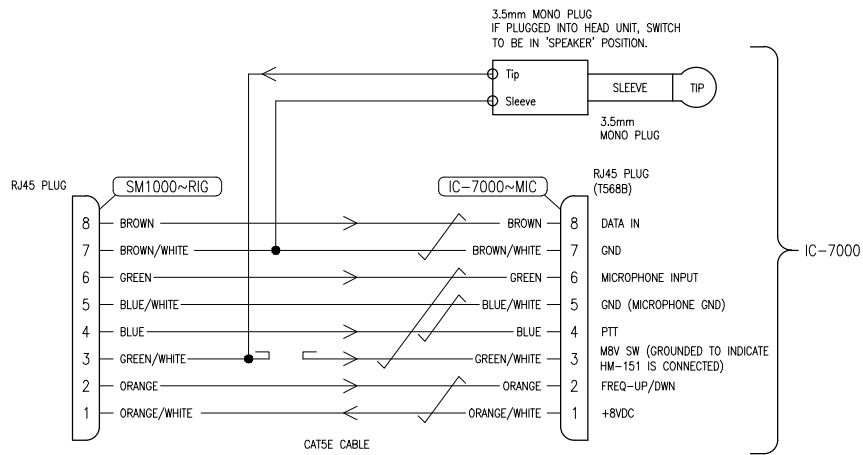 3.5mm MONO PLUG
IF PLUGGED INTO HEAD UNIT, SWITCH
TO BE IN 'SPEAKER' POSITION.
Tip
Sleeve
SLEEVE
TIP
3.5mm
MONO PLUG
RJ45 PLUG
SM1000~RIG
IC-7000~MIC
RJ45 PLUG
(T568B)
8 BROWN BROWN 8 DATA IN
7 BROWN/WHITE BROWN/WHITE 7 GND
IC-7000
6 GREEN GREEN 6 MICROPHONE INPUT
5 BLUE/WHITE BLUE/WHITE 5 GND (MICROPHONE GND)
4 BLUE BLUE 4 PTT
3 GREEN/WHITE GREEN/WHITE 3 M8V SW (GROUNDED TO INDICATE
HM-151 IS CONNECTED)
2 ORANGE ORANGE 2 FREQ-UP/DWN
1 ORANGE/WHITE ORANGE/WHITE 1 +8VDC
CAT5E CABLE